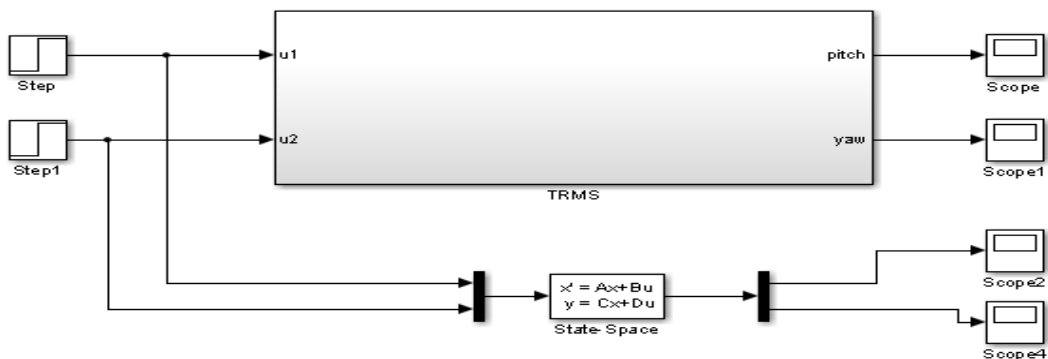 Step
u1
pitch
Scope
Step1
u2
yaw
Scope1
TRMS
x' = Ax+Bu
y = Cx+Du
State-Space
Scope2
Scope4